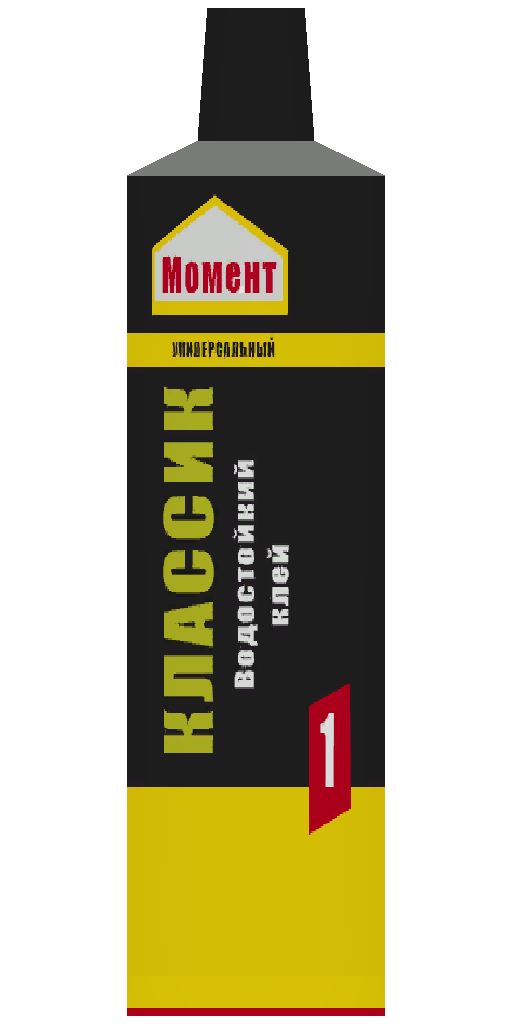 Момент
УНИВЕРСАЛЬНЫЙ
КЛАССИК
Водостойкий
клей
1